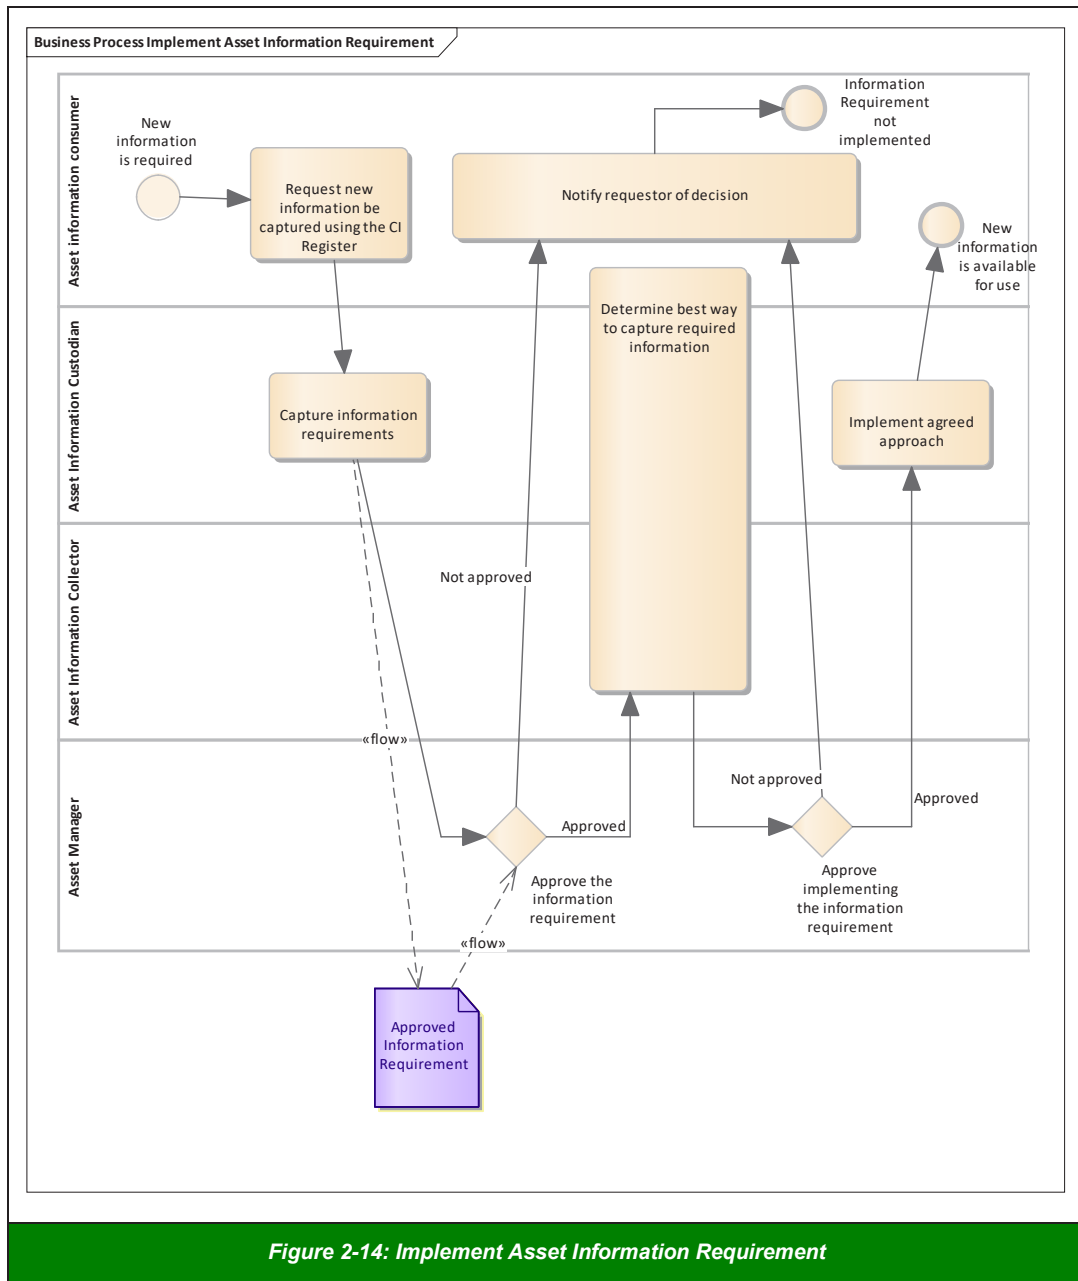 Business Process Implement Asset Information Requirement
Asset information consumer
New
information
is required
Request new
information be
captured using the CI
Register
Notify requestor of decision
Information
Requirement
not
implemented
New
information
is available
for use
Asset Information Custodian
Determine best way
to capture required
information
Capture information
requirements
Implement agreed
approach
Asset Information Collector
Not approved
«flow»
Asset Manager
Not approved
Approved
Approved
Approve the
information
requirement
Approve
implementing
the information
requirement
«flow»
Approved
Information
Requirement
Figure 2-14: Implement Asset Information Requirement